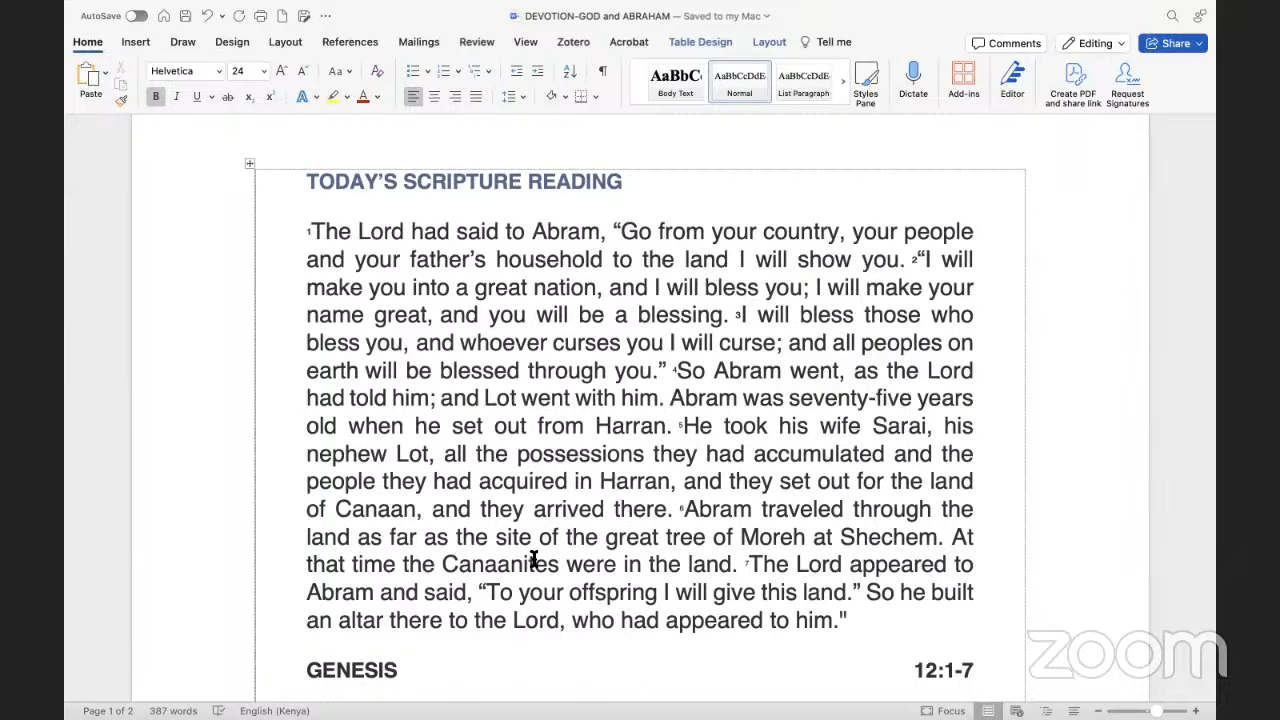 AutoSave
DEVOTION-GOD and ABRAHAM — Saved to my Mac
Home Insert Draw Design Layout References Mailings Review View Zotero Acrobat Table Design Layout Tell me Comments Editing Share
Paste
Helvetica 24
AaBbC AaBbCcDdE AaBbCcDdE
Body Text Normal List Paragraph
Styles Pane
Dictate
Add-ins
Editor
Create PDF and share link
Request Signatures
TODAY’S SCRIPTURE READING
1The Lord had said to Abram, “Go from your country, your people
and your father’s household to the land I will show you. 2“I will
make you into a great nation, and I will bless you; I will make your
name great, and you will be a blessing. 3I will bless those who
bless you, and whoever curses you I will curse; and all peoples on
earth will be blessed through you.” 4So Abram went, as the Lord
had told him; and Lot went with him. Abram was seventy-five years
old when he set out from Harran. 5He took his wife Sarai, his
nephew Lot, all the possessions they had accumulated and the
people they had acquired in Harran, and they set out for the land
of Canaan, and they arrived there. 6Abram traveled through the
land as far as the site of the great tree of Moreh at Shechem. At
that time the Canaanites were in the land. 7The Lord appeared to
Abram and said, “To your offspring I will give this land.” So he built
an altar there to the Lord, who had appeared to him."
GENESIS 12:1-7
zoom
Page 1 of 2 387 words English (Kenya) Focus